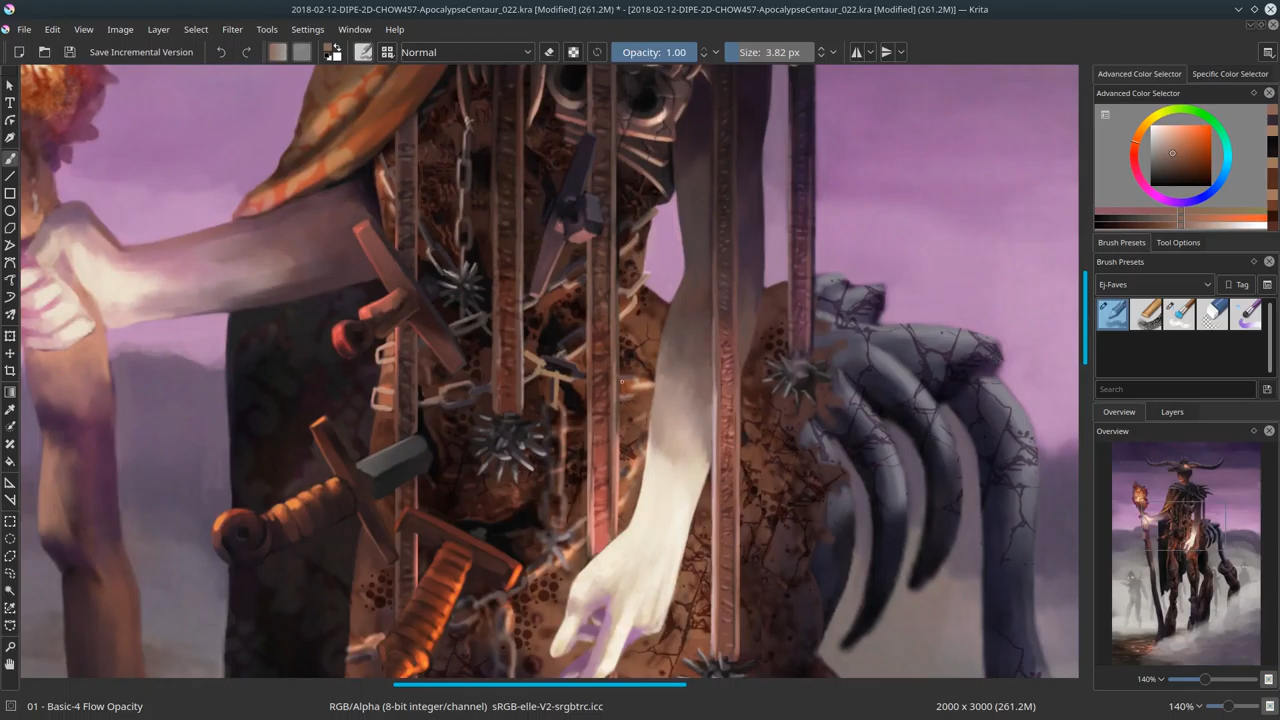 2018-02-12-DIPE-2D-CHOW457-ApocalypseCentaur_022.kra [Modified] (261.2M) * - [2018-02-12-DIPE-2D-CHOW457-ApocalypseCentaur_022.kra [Modified] (261.2M)] — Krita
File Edit View Image Layer Select Filter Tools Settings Window Help
Save Incremental Version Normal Opacity: 1.00 Size: 3.82 px
Advanced Color Selector Specific Color Selector
Advanced Color Selector
Brush Presets Tool Options
Brush Presets
Ej-Faves Tag
Search
Overview Layers
Overview
140%
01 - Basic-4 Flow Opacity RGB/Alpha (8-bit integer/channel) sRGB-elle-V2-srgbtrc.icc 2000 x 3000 (261.2M) 140%